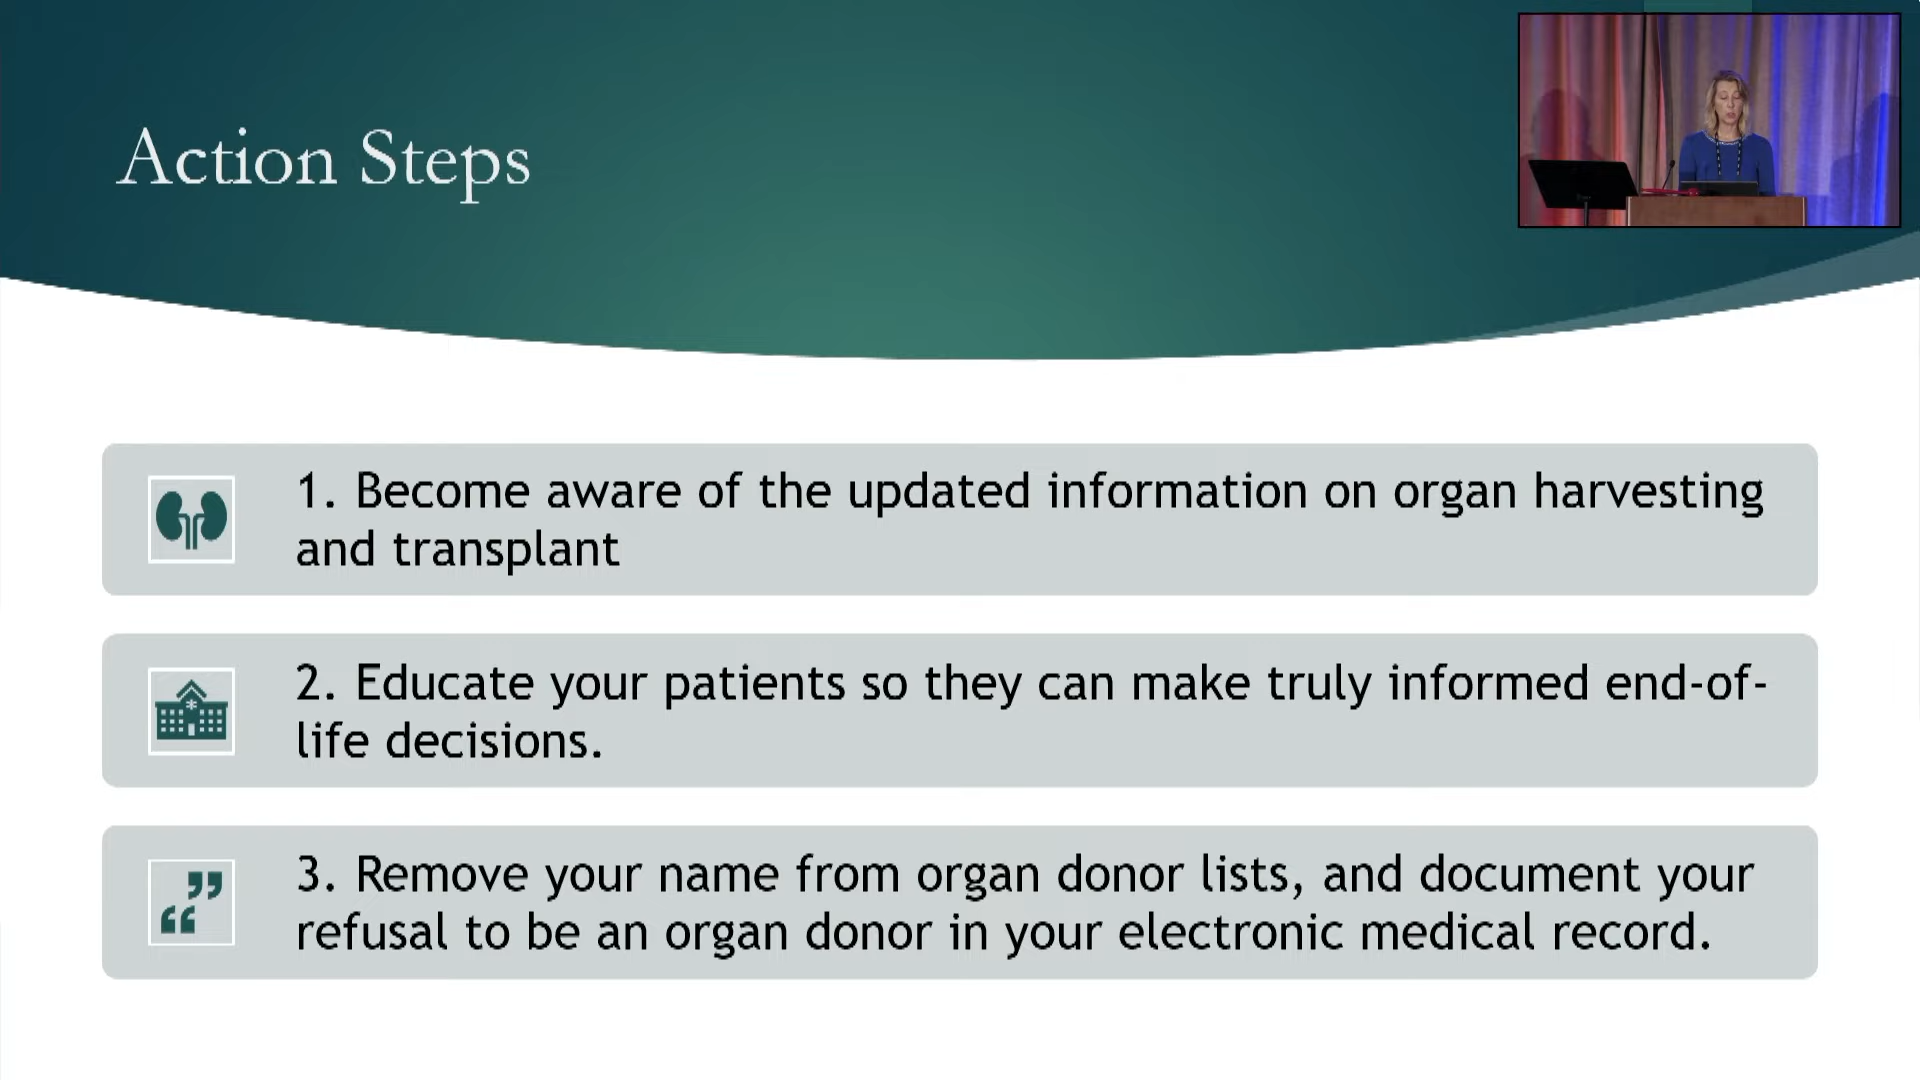 Action Steps
1. Become aware of the updated information on organ harvesting
and transplant
2. Educate your patients so they can make truly informed end-of-
life decisions.
3. Remove your name from organ donor lists, and document your
refusal to be an organ donor in your electronic medical record.